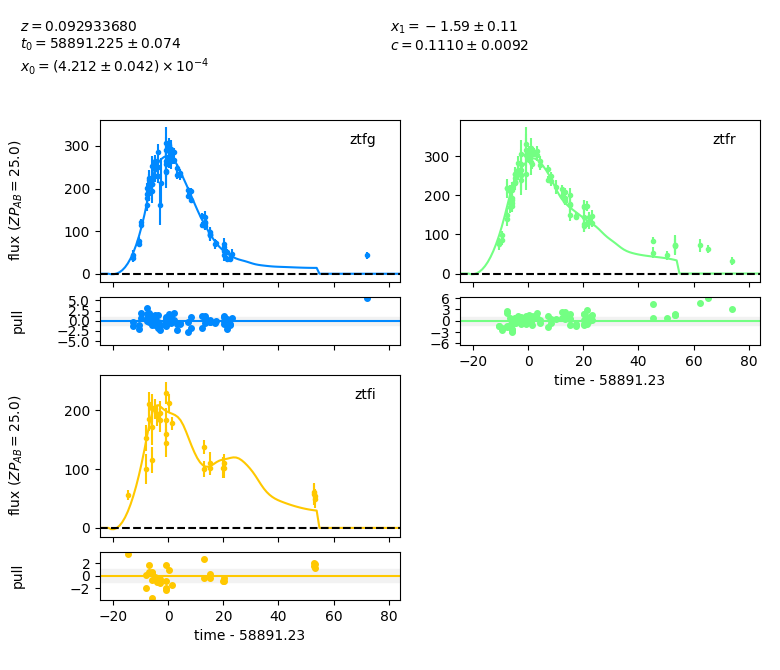 z = 0.092933680
t0 = 58891.225 ± 0.074
x0 = (4.212 ± 0.042) × 10^−4
x1 = −1.59 ± 0.11
c = 0.1110 ± 0.0092
flux (ZP_AB = 25.0)
300
200
100
0
ztfg
300
200
100
0
ztfr
pull
5.0
2.5
0.0
−2.5
−5.0
6
3
0
−3
−6
−20 0 20 40 60 80
time - 58891.23
flux (ZP_AB = 25.0)
200
100
0
ztfi
pull
2
0
−2
−20 0 20 40 60 80
time - 58891.23